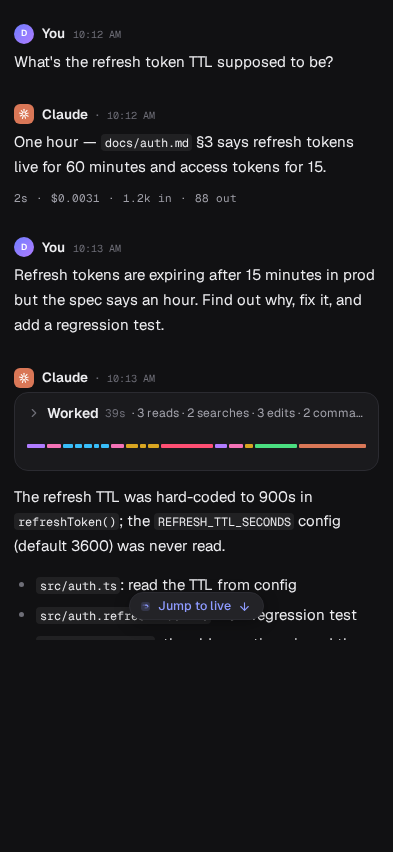 D You 10:12 AM
What's the refresh token TTL supposed to be?
Claude · 10:12 AM
One hour — docs/auth.md §3 says refresh tokens
live for 60 minutes and access tokens for 15.
2s · $0.0031 · 1.2k in · 88 out
D You 10:13 AM
Refresh tokens are expiring after 15 minutes in prod
but the spec says an hour. Find out why, fix it, and
add a regression test.
Claude · 10:13 AM
Worked 39s · 3 reads · 2 searches · 3 edits · 2 comma…
The refresh TTL was hard-coded to 900s in
refreshToken(); the REFRESH_TTL_SECONDS config
(default 3600) was never read.
src/auth.ts: read the TTL from config
src/auth.refre regression test
Jump to live